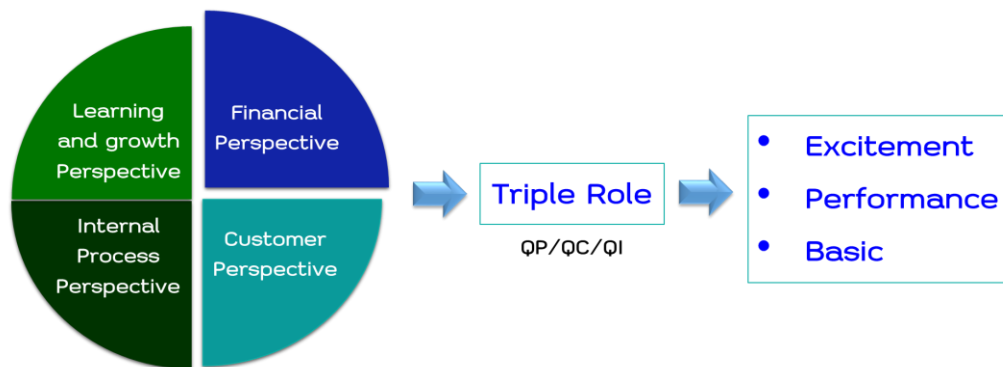 Learning
and growth
Perspective
Financial
Perspective
Internal
Process
Perspective
Customer
Perspective
Triple Role
QP/QC/QI
• Excitement
• Performance
• Basic